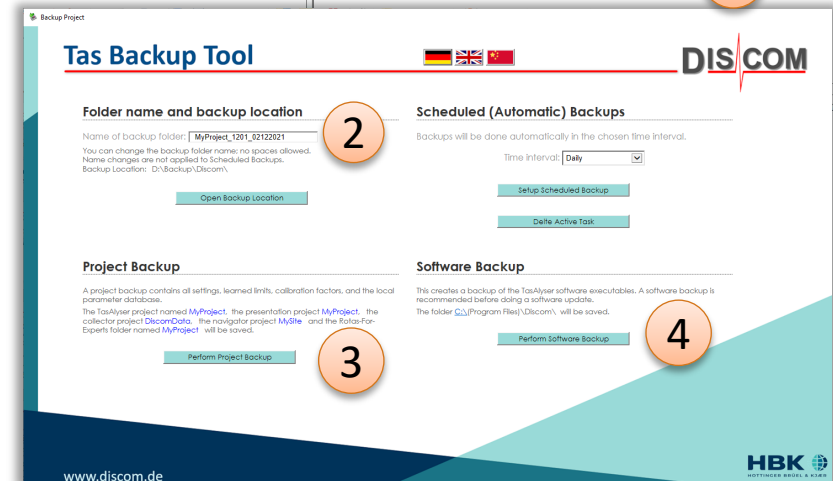 Backup Project
Tas Backup Tool
DISCOM
Folder name and backup location
Name of backup folder: MyProject_1201_02122021
2
You can change the backup folder name; no spaces allowed.
Name changes are not applied to Scheduled Backups.
Backup Location: D:\Backup\Discom\
Open Backup Location
Scheduled (Automatic) Backups
Backups will be done automatically in the chosen time interval.
Time interval: Daily
Setup Scheduled Backup
Delte Active Task
Project Backup
A project backup contains all settings, learned limits, calibration factors, and the local
parameter database.
The TasAlyser project named MyProject, the presentation project MyProject, the
collector project DiscomData, the navigator project MySite and the Rotas-For-
Experts folder named MyProject will be saved.
Perform Project Backup
3
Software Backup
This creates a backup of the TasAlyser software executables. A software backup is
recommended before doing a software update.
The folder C:\(Program Files)\Discom\ will be saved.
Perform Software Backup
4
www.discom.de
HBK
HOTTINGER BRÜEL & KJÆR